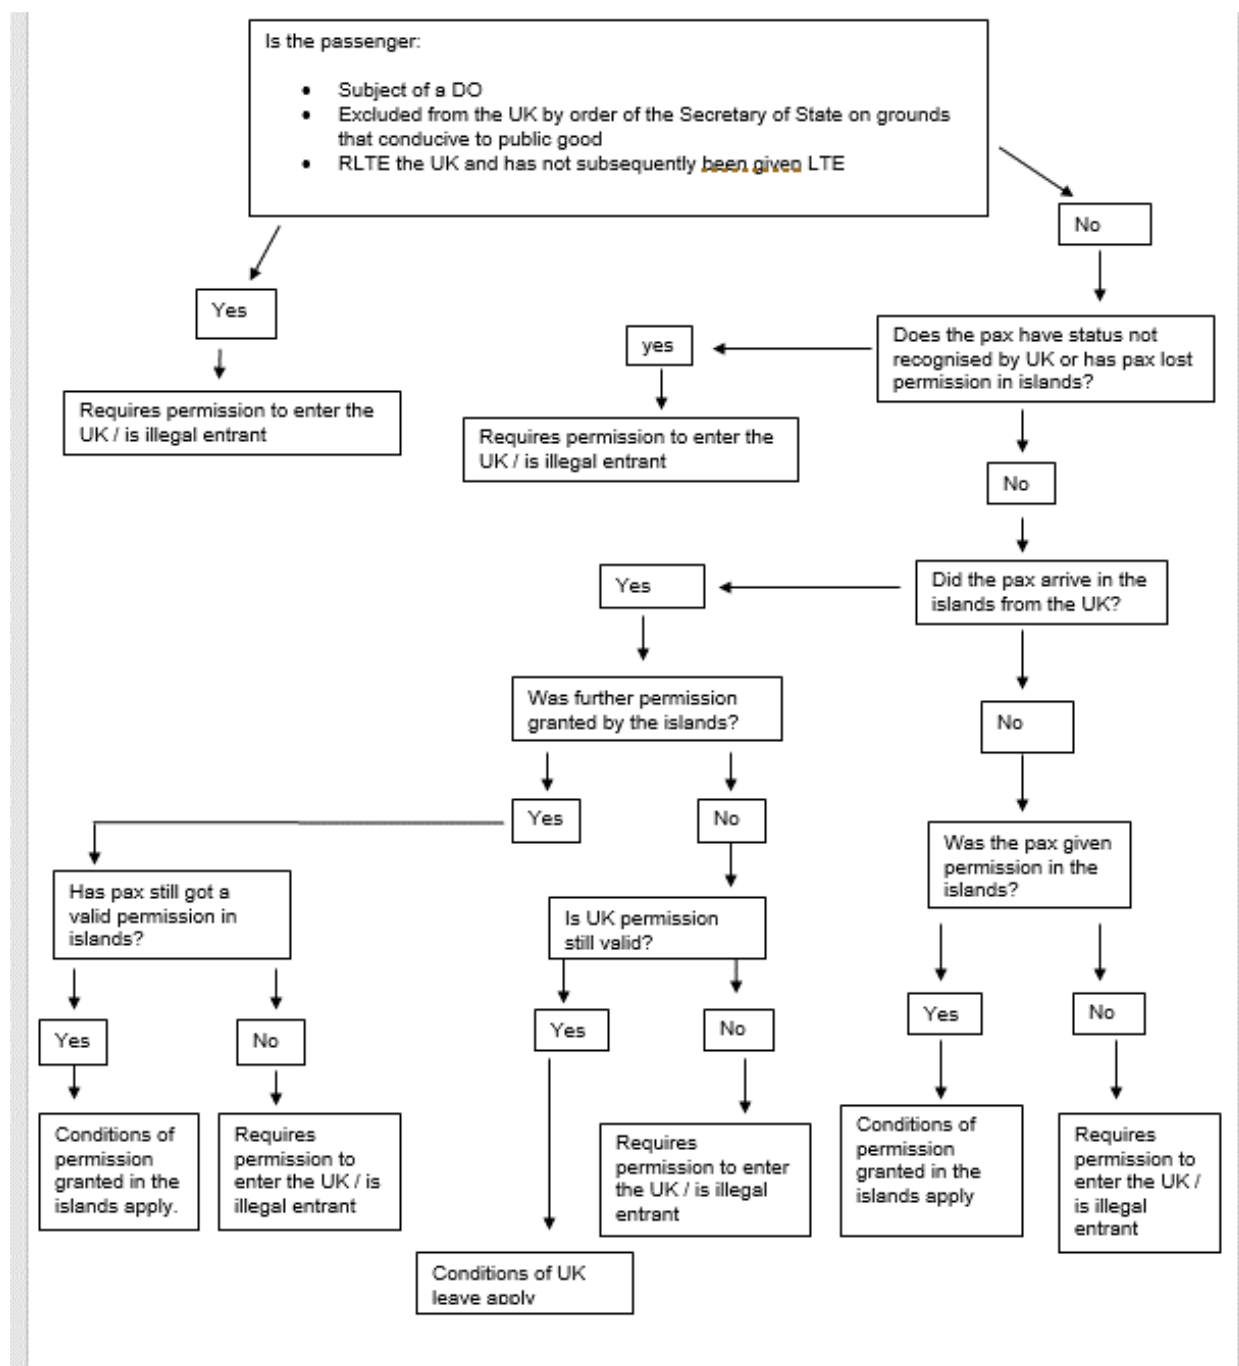 Is the passenger:
• Subject of a DO
• Excluded from the UK by order of the Secretary of State on grounds
that conducive to public good
• RLTE the UK and has not subsequently been given LTE
No
Yes
yes
Does the pax have status not
recognised by UK or has pax lost
permission in islands?
Requires permission to enter the
UK / is illegal entrant
Requires permission to enter the
UK / is illegal entrant
No
Yes
Did the pax arrive in the
islands from the UK?
Was further permission
granted by the islands?
No
Yes
No
Was the pax given
permission in the
islands?
Has pax still got a
valid permission in
islands?
Is UK permission
still valid?
Yes
No
Yes
No
Yes
No
Conditions of
permission
granted in the
islands apply.
Requires
permission to
enter the UK / is
illegal entrant
Requires
permission to enter
the UK / is illegal
entrant
Conditions of
permission
granted in the
islands apply
Requires
permission to
enter the UK /
is illegal
entrant
Conditions of UK
leave apply